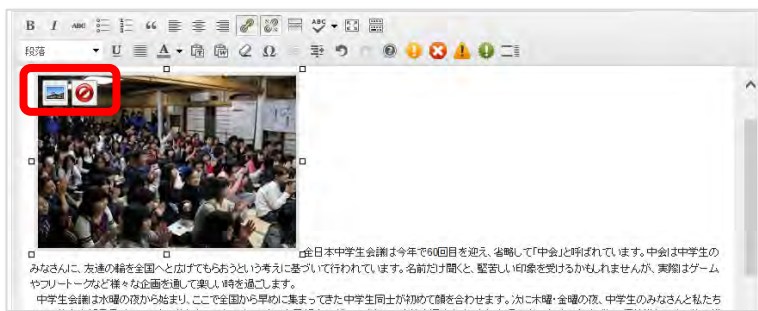 B I ABC ABC
段落 U A T W Ω
全日本中学生会議は今年で60回目を迎え、省略して「中会」と呼ばれています。中会は中学生の
みなさんに、友達の輪を全国へと広げてもらおうという考えに基づいて行われています。名前だけ聞くと、堅苦しい印象を受けるかもしれませんが、実際はゲーム
やフリートークなど様々な企画を通して楽しい時を過ごします。
中学生会議は水曜の夜から始まり、ここで全国から早めに集まってきた中学生同士が初めて顔を合わせます。次に木曜・金曜の夜、中学生のみなさんと私たち